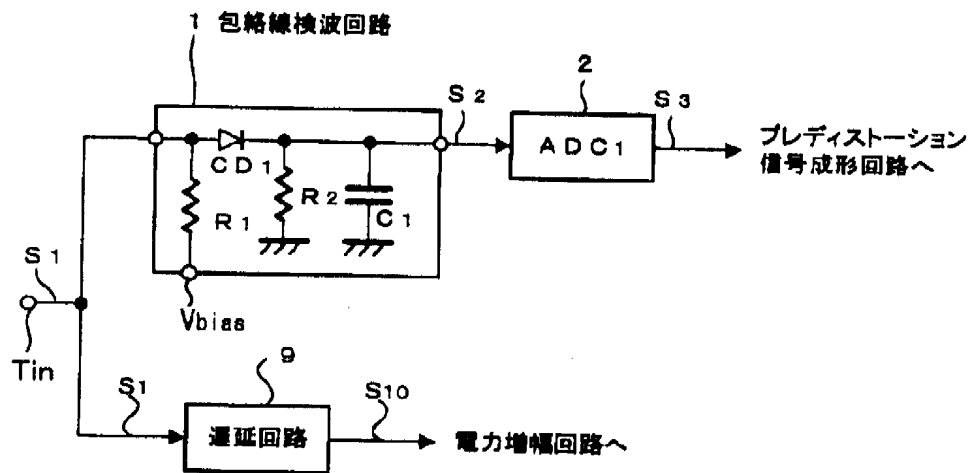 1 包絡線検波回路
S2
2
S3
ADC1
プレディストーション
信号成形回路へ
CD1
R2
C1
R1
S1
Vbias
Tin
9
S1
S10
遅延回路
電力増幅回路へ